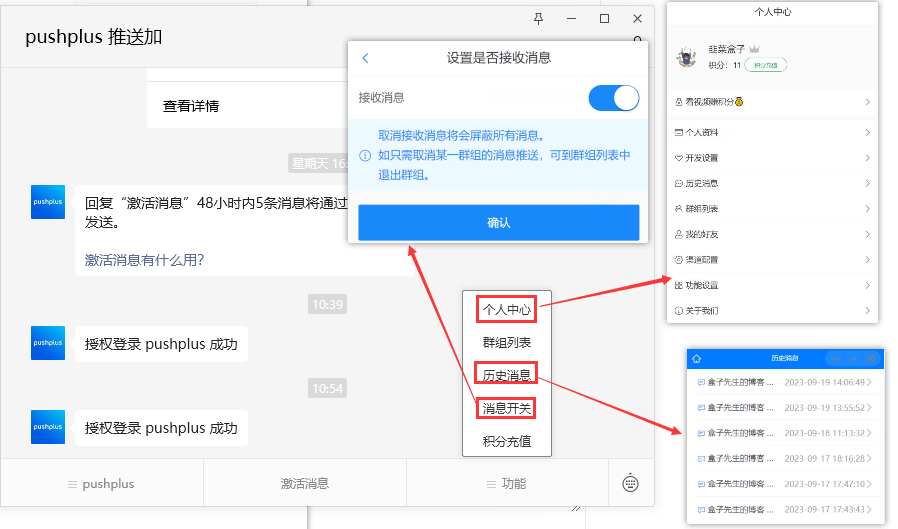 pushplus 推送加
查看详情
星期天 16:
pushplus
回复“激活消息”48小时内5条消息将通过
发送。
激活消息有什么用?
10:39
pushplus
授权登录 pushplus 成功
10:54
pushplus
授权登录 pushplus 成功
pushplus
激活消息
功能
个人中心
群组列表
历史消息
消息开关
积分充值
设置是否接收消息
接收消息
取消接收消息将会屏蔽所有消息。
如只需取消某一群组的消息推送，可到群组列表中
退出群组。
确认
个人中心
韭菜盒子
积分：11 积分充值
看视频赚积分💰
个人资料
开发设置
历史消息
群组列表
我的好友
渠道配置
功能设置
关于我们
历史消息
盒子先生的博客 ... 2023-09-19 14:06:49
盒子先生的博客 ... 2023-09-19 13:55:52
盒子先生的博客 ... 2023-09-18 11:13:32
盒子先生的博客 ... 2023-09-17 18:16:28
盒子先生的博客 ... 2023-09-17 17:47:10
盒子先生的博客 ... 2023-09-17 17:43:43